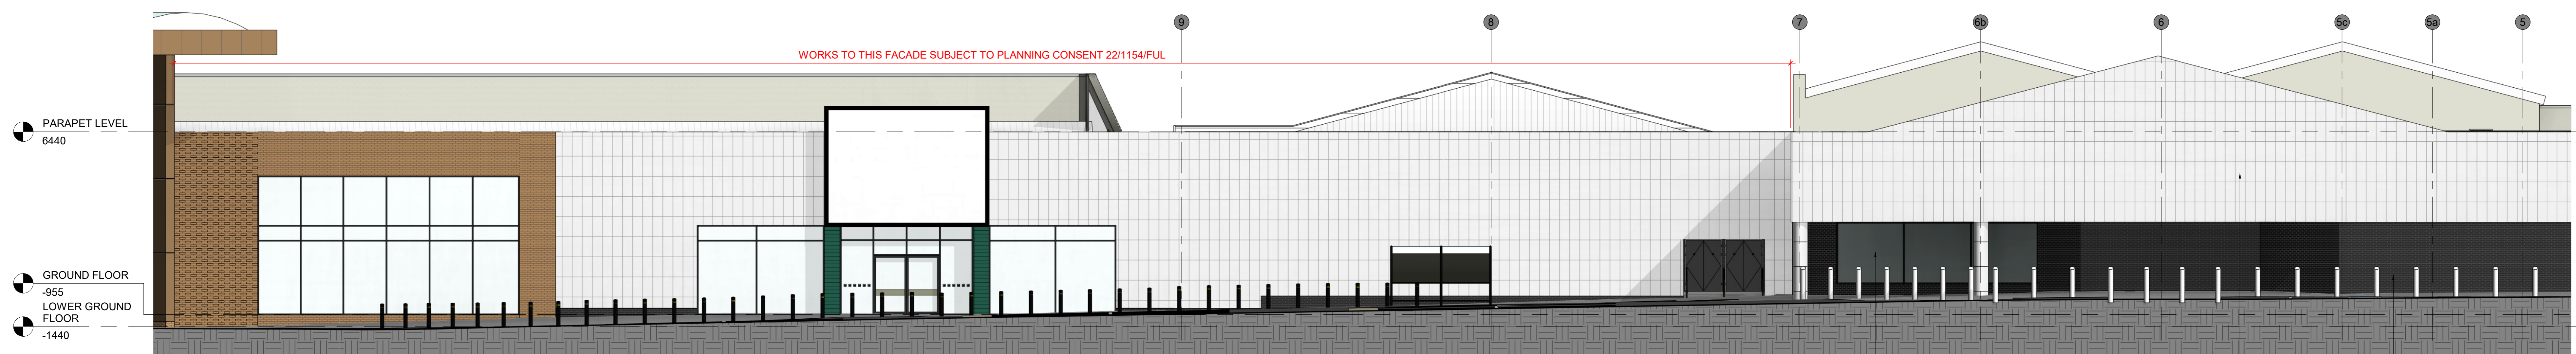 9
8
7
6b
6
5c
5a
5
WORKS TO THIS FACADE SUBJECT TO PLANNING CONSENT 22/1154/FUL
PARAPET LEVEL
6440
GROUND FLOOR
-955
LOWER GROUND
FLOOR
-1440